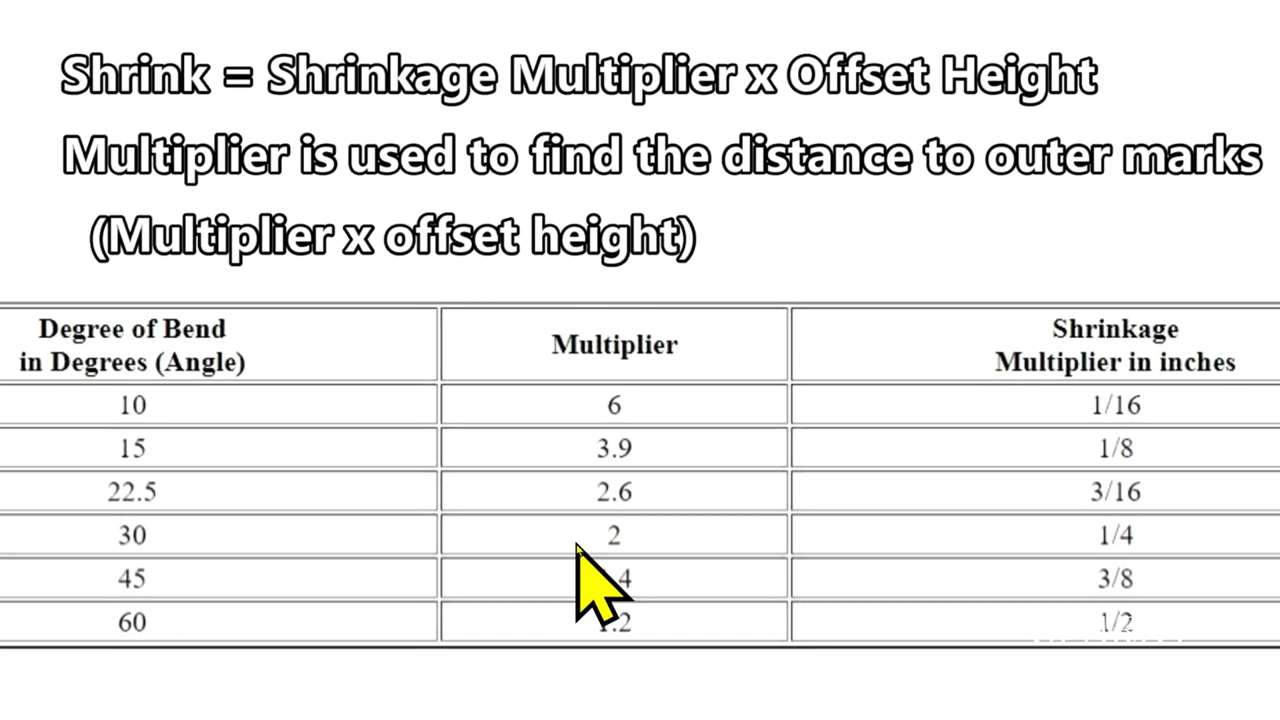 Shrink = Shrinkage Multiplier x Offset Height
Multiplier is used to find the distance to outer marks
(Multiplier x offset height)
Degree of Bend in Degrees (Angle) Multiplier Shrinkage Multiplier in inches
10 6 1/16
15 3.9 1/8
22.5 2.6 3/16
30 2 1/4
45 3/8
60 1/2